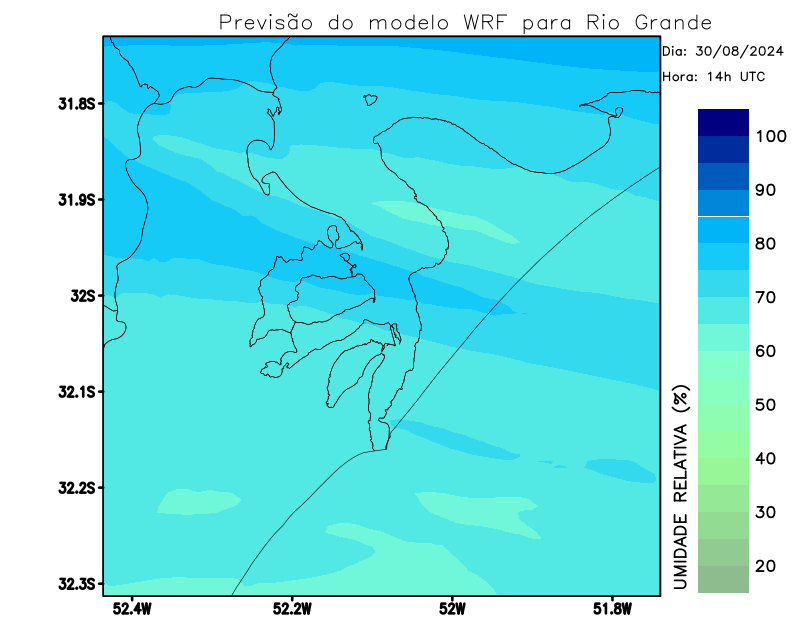 Previsão do modelo WRF para Rio Grande
Dia: 30/08/2024
Hora: 14h UTC
31.8S
31.9S
32S
32.1S
32.2S
32.3S
52.4W
52.2W
52W
51.8W
UMIDADE RELATIVA (%)
100
90
80
70
60
50
40
30
20